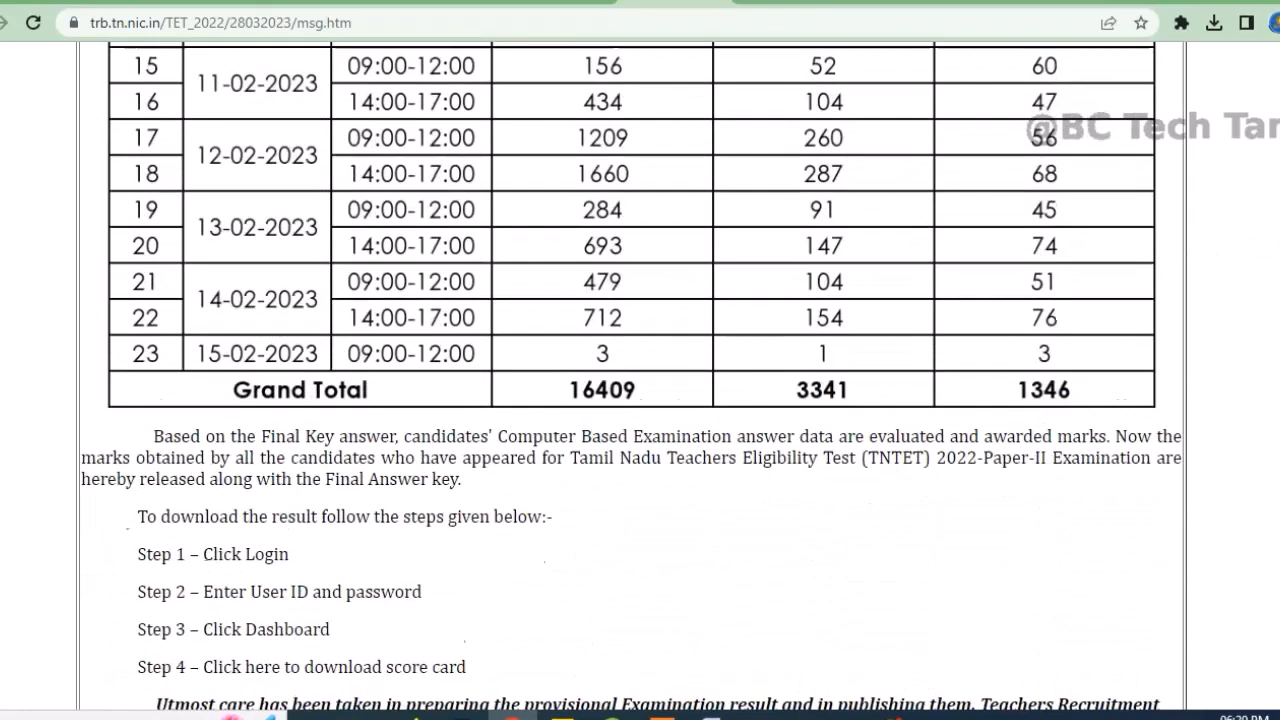 trb.tn.nic.in/TET_2022/28032023/msg.htm
15 11-02-2023 09:00-12:00 156 52 60
16 14:00-17:00 434 104 47
@BC Tech Tam
17 12-02-2023 09:00-12:00 1209 260 56
18 14:00-17:00 1660 287 68
19 13-02-2023 09:00-12:00 284 91 45
20 14:00-17:00 693 147 74
21 14-02-2023 09:00-12:00 479 104 51
22 14:00-17:00 712 154 76
23 15-02-2023 09:00-12:00 3 1 3
Grand Total 16409 3341 1346
Based on the Final Key answer, candidates' Computer Based Examination answer data are evaluated and awarded marks. Now the
marks obtained by all the candidates who have appeared for Tamil Nadu Teachers Eligibility Test (TNTET) 2022-Paper-II Examination are
hereby released along with the Final Answer key.
To download the result follow the steps given below:-
Step 1 – Click Login
Step 2 – Enter User ID and password
Step 3 – Click Dashboard
Step 4 – Click here to download score card
Utmost care has been taken in preparing the provisional Examination result and in publishing them. Teachers Recruitment